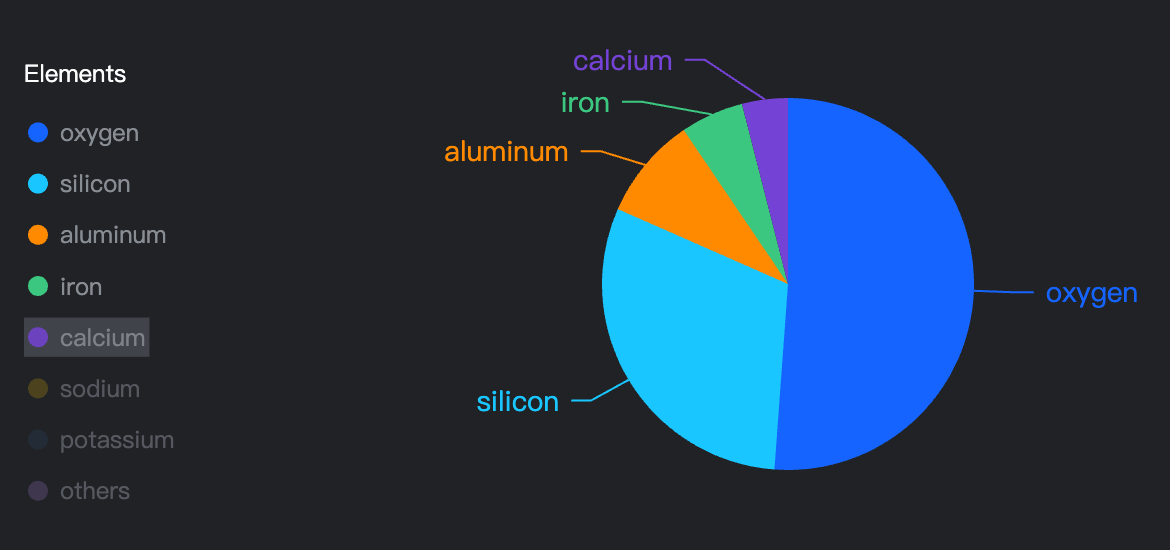 Elements
oxygen
silicon
aluminum
iron
calcium
sodium
potassium
others
calcium
iron
aluminum
oxygen
silicon